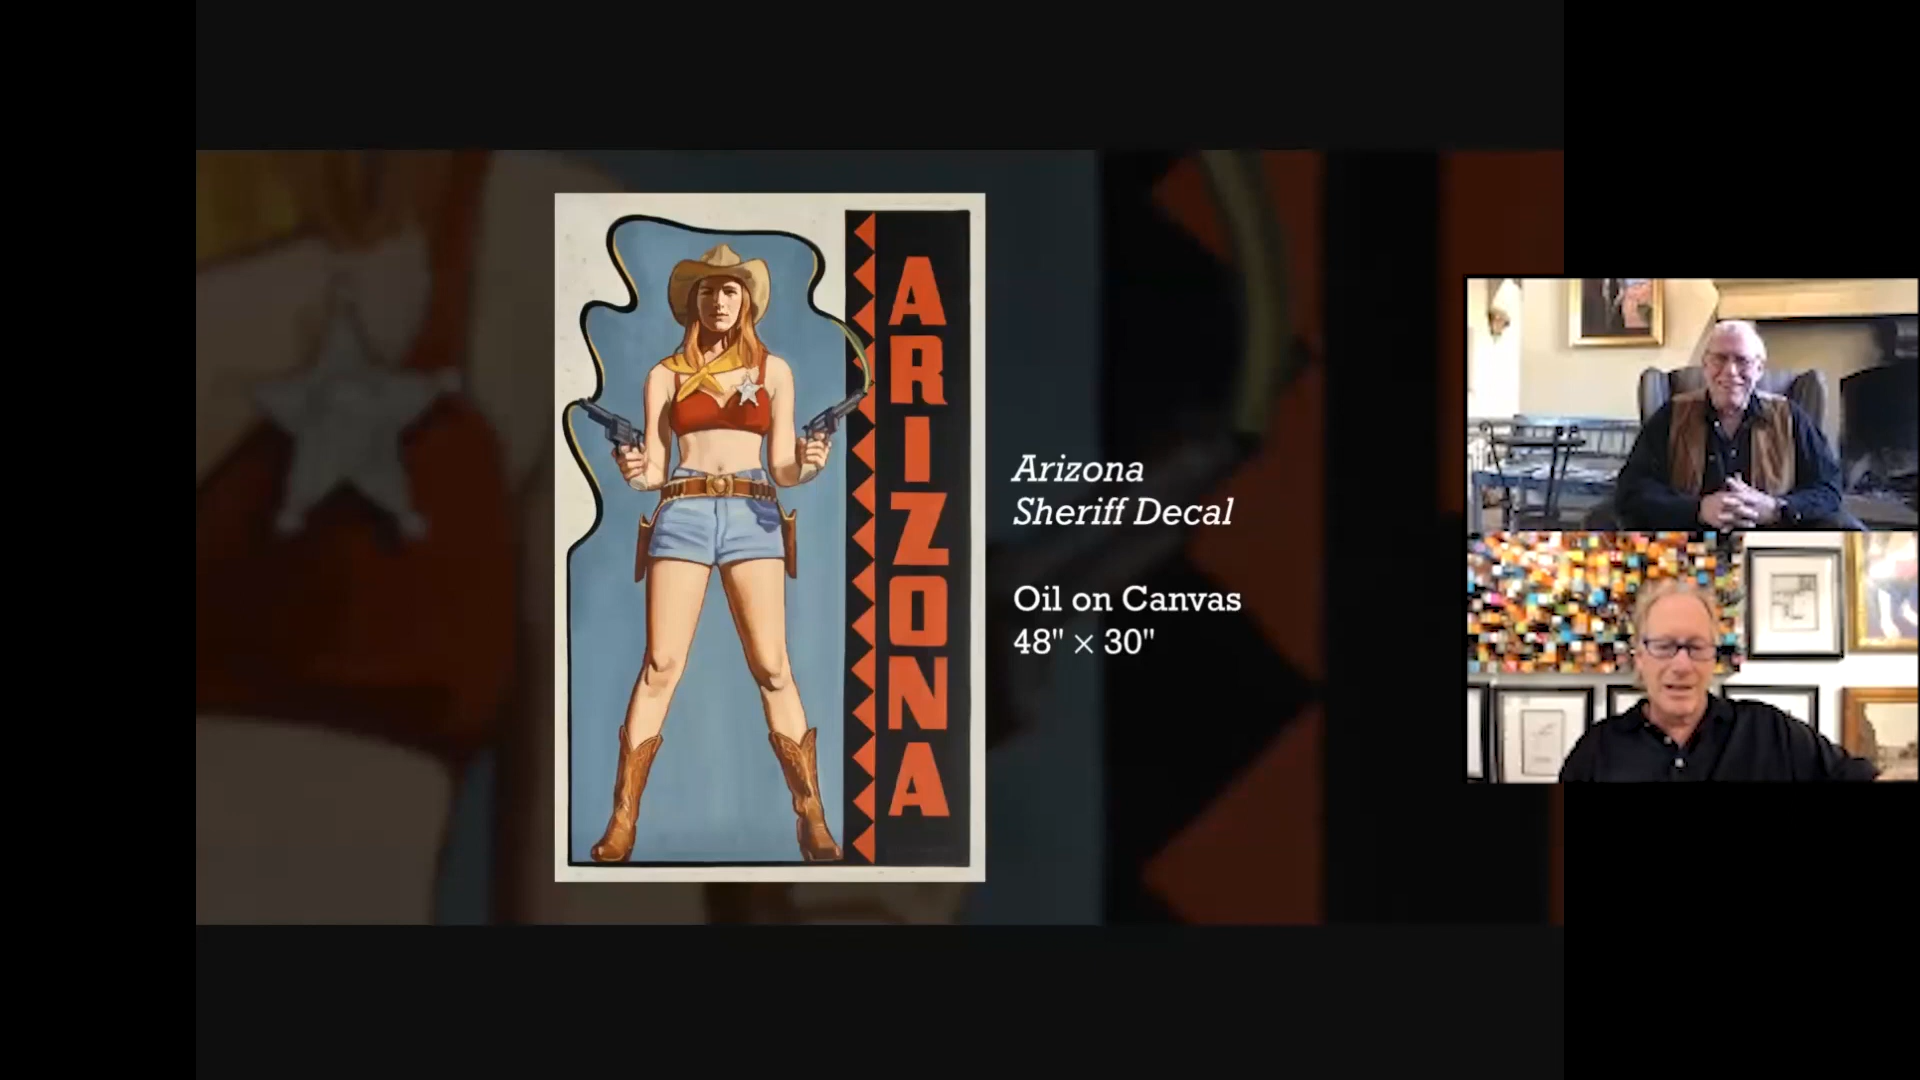 ARIZONA
Arizona
Sheriff Decal
Oil on Canvas
48" × 30"